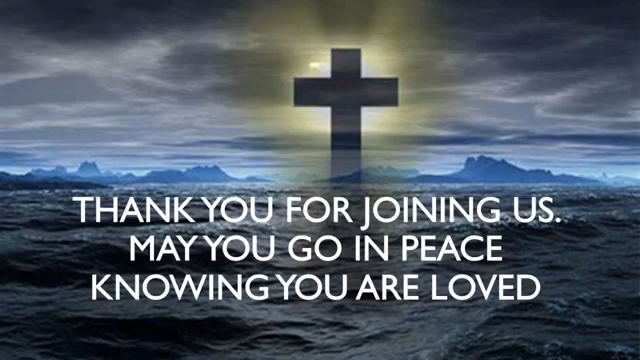 THANK YOU FOR JOINING US.
MAY YOU GO IN PEACE
KNOWING YOU ARE LOVED